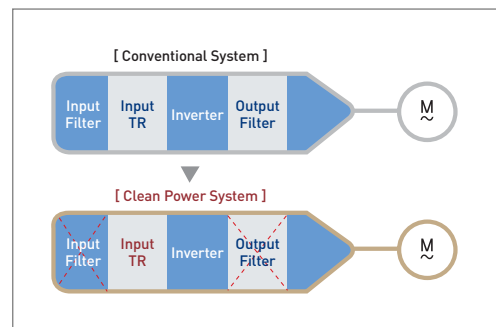 [ Conventional System ]
Input
Filter
Input
TR
Inverter
Output
Filter
M
~
[ Clean Power System ]
Input
Filter
Input
TR
Inverter
Output
Filter
M
~